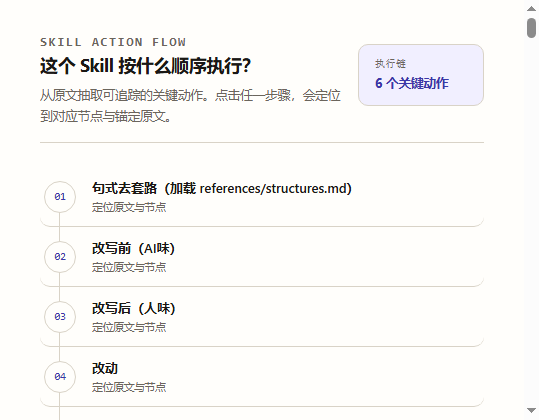 SKILL ACTION FLOW
这个 Skill 按什么顺序执行？
从原文抽取可追踪的关键动作。点击任一步骤，会定位
到对应节点与锚定原文。
执行链
6 个关键动作
01
句式去套路（加载 references/structures.md）
定位原文与节点
02
改写前（AI味）
定位原文与节点
03
改写后（人味）
定位原文与节点
04
改动
定位原文与节点